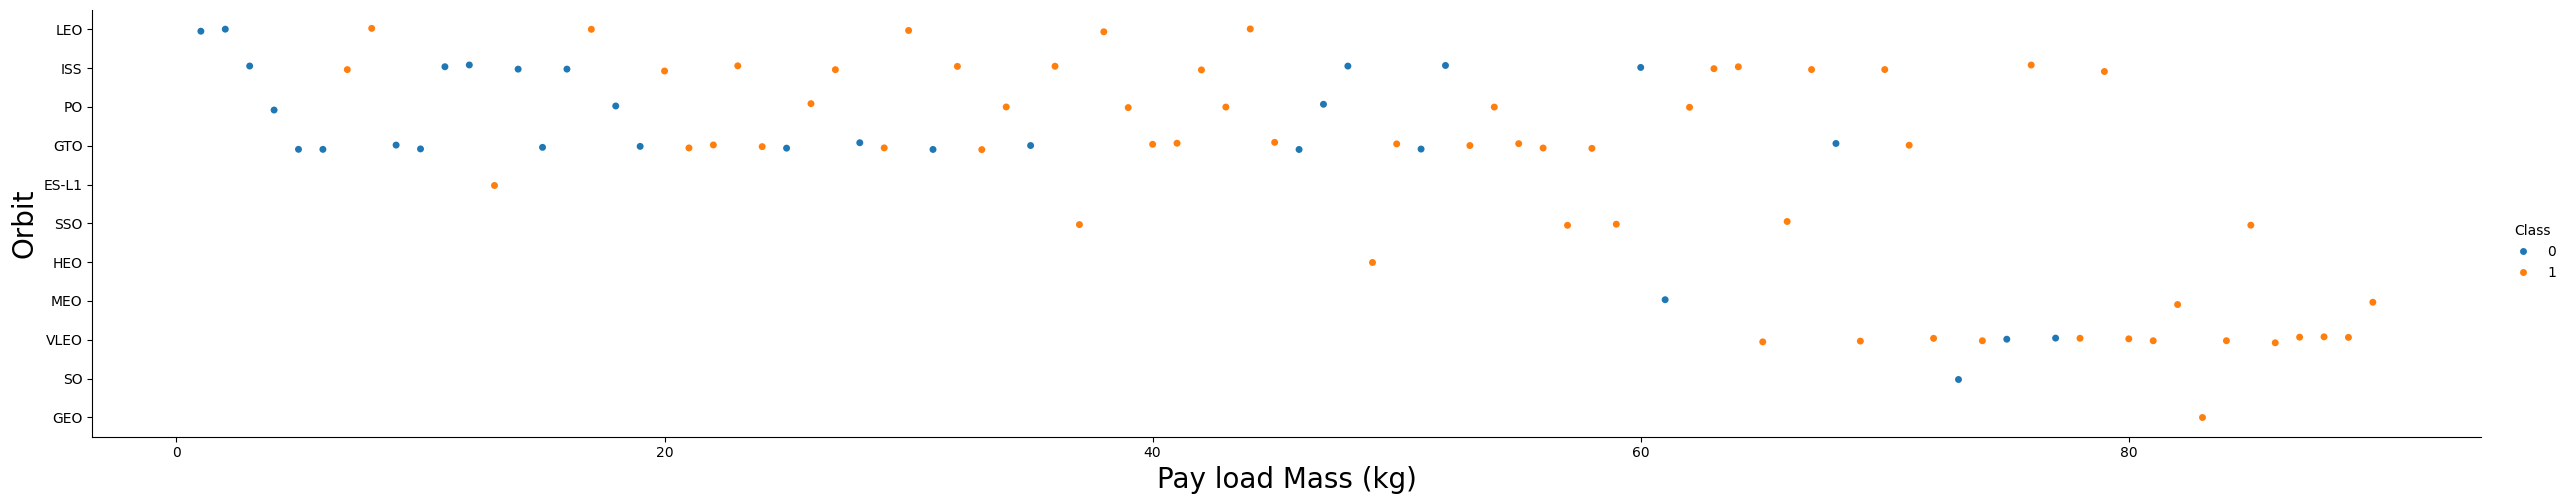 LEO
ISS
PO
GTO
ES-L1
SSO
HEO
MEO
VLEO
SO
GEO
Orbit
0 20 40 60 80
Pay load Mass (kg)
Class
0
1